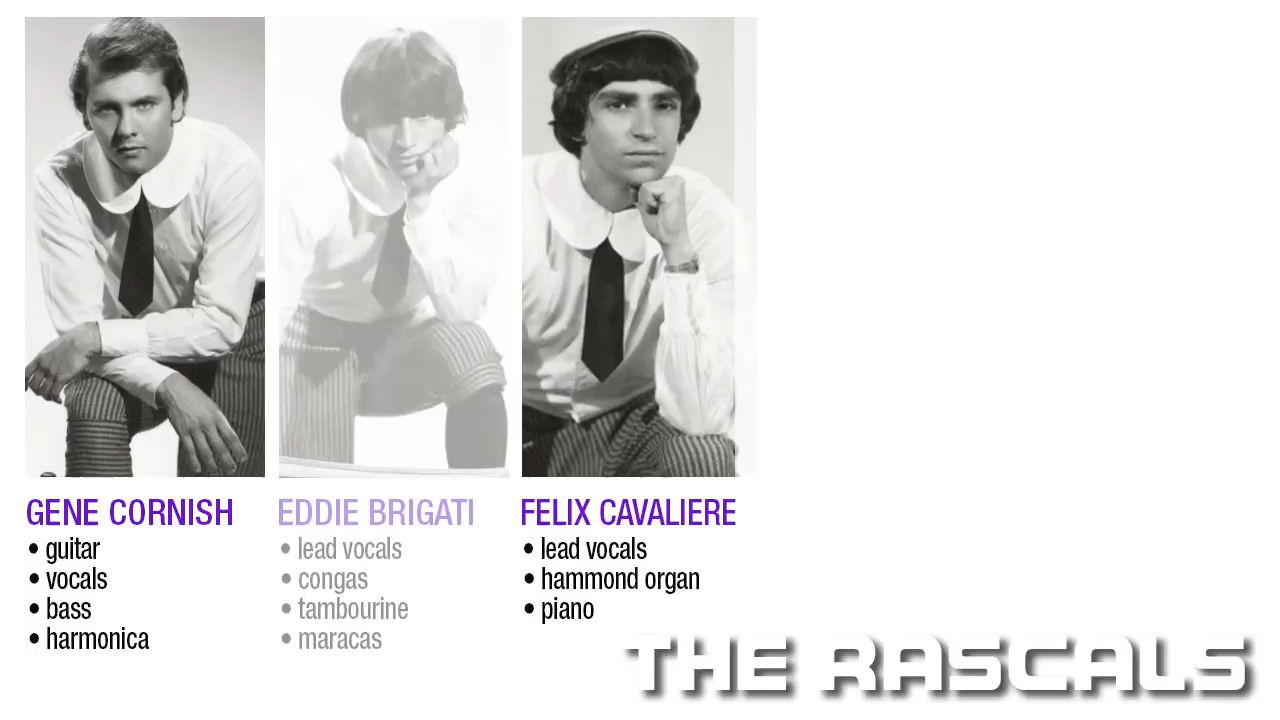 GENE CORNISH
• guitar
• vocals
• bass
• harmonica
EDDIE BRIGATI
• lead vocals
• congas
• tambourine
• maracas
FELIX CAVALIERE
• lead vocals
• hammond organ
• piano
THE RASCALS